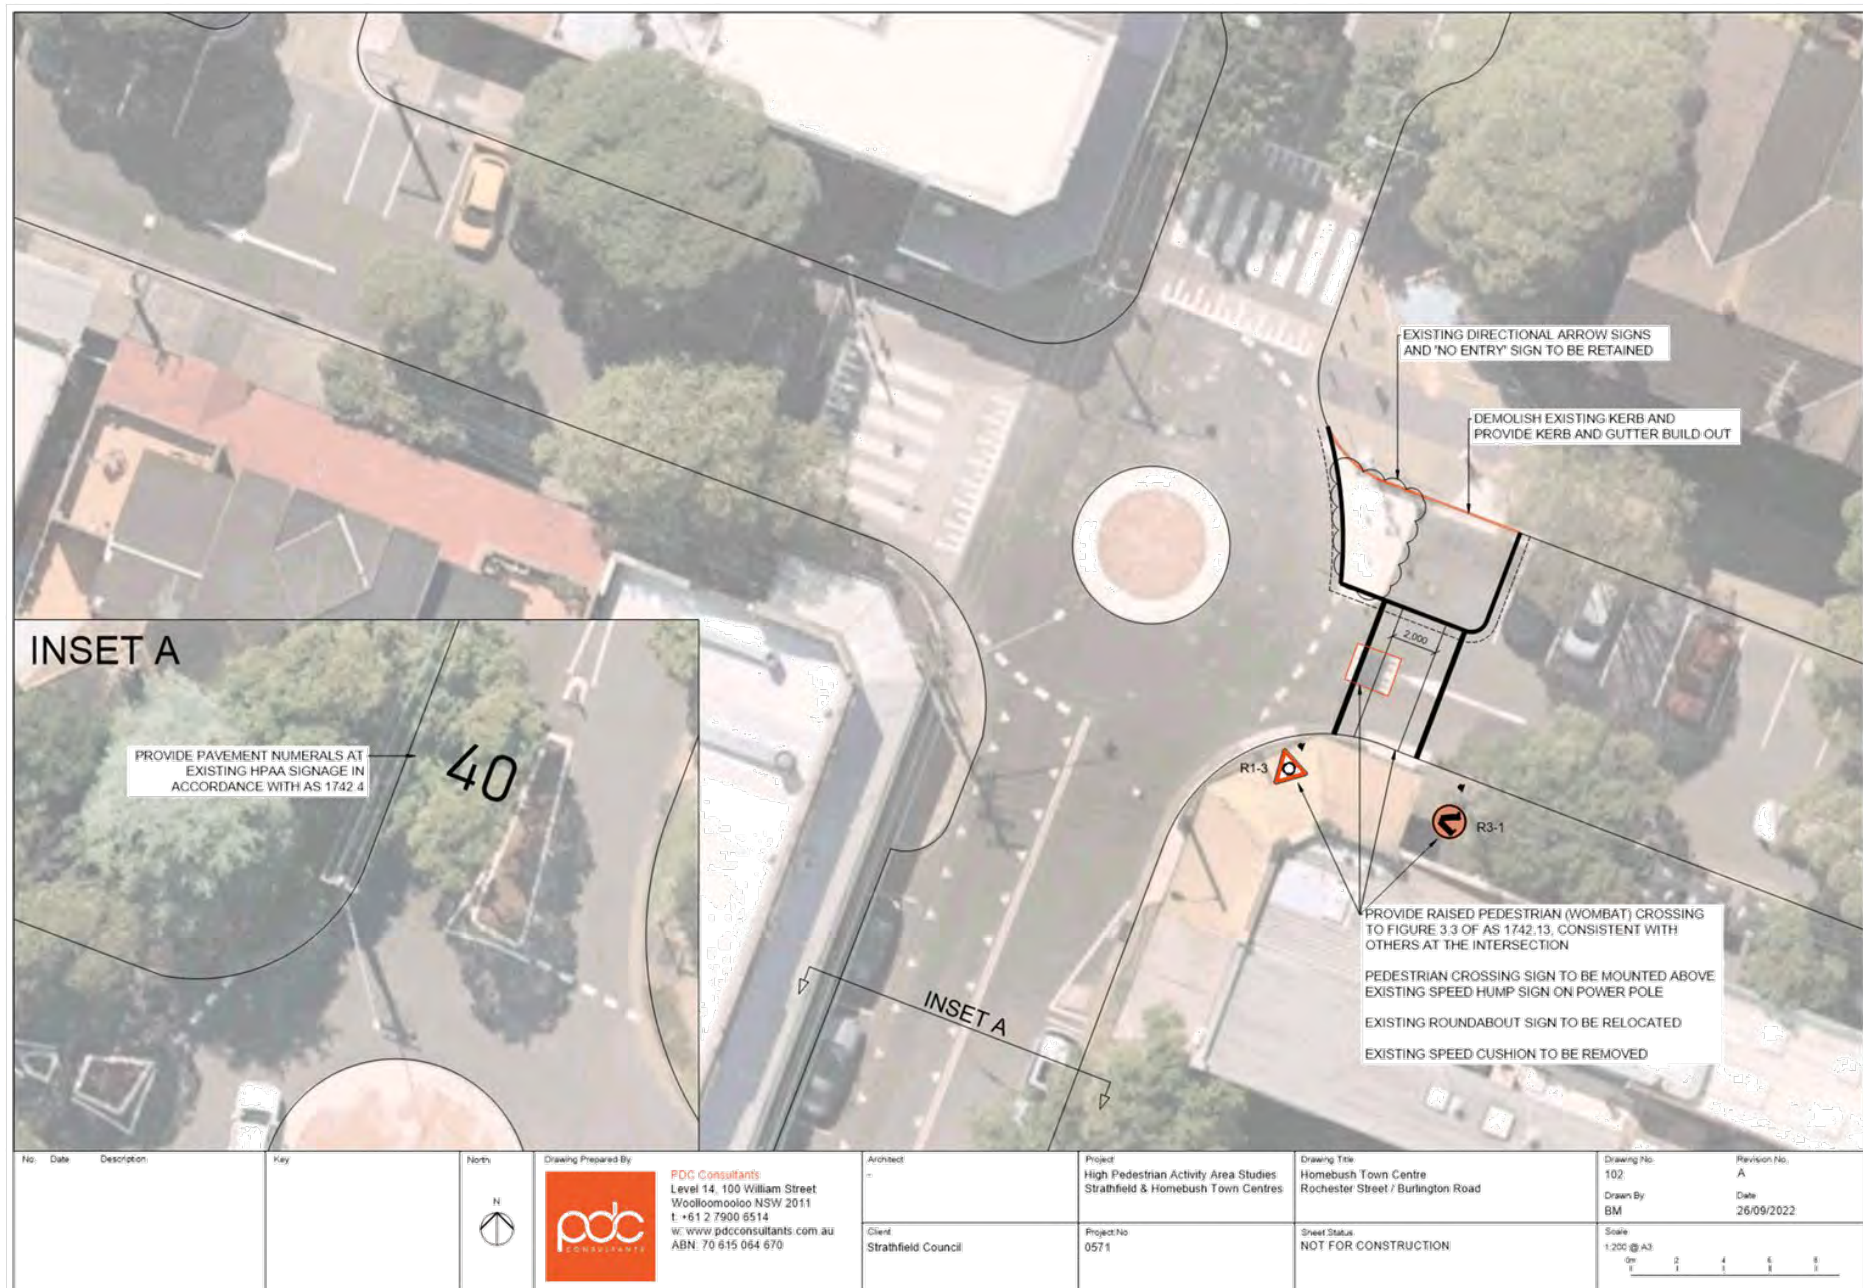 EXISTING DIRECTIONAL ARROW SIGNS
AND 'NO ENTRY' SIGN TO BE RETAINED
DEMOLISH EXISTING KERB AND
PROVIDE KERB AND GUTTER BUILD OUT
2.000
R1-3
R3-1
PROVIDE RAISED PEDESTRIAN (WOMBAT) CROSSING
TO FIGURE 3.3 OF AS 1742.13, CONSISTENT WITH
OTHERS AT THE INTERSECTION
PEDESTRIAN CROSSING SIGN TO BE MOUNTED ABOVE
EXISTING SPEED HUMP SIGN ON POWER POLE
EXISTING ROUNDABOUT SIGN TO BE RELOCATED
EXISTING SPEED CUSHION TO BE REMOVED
INSET A
INSET A
PROVIDE PAVEMENT NUMERALS AT
EXISTING HPAA SIGNAGE IN
ACCORDANCE WITH AS 1742.4
40
No. Date Description
Key
North
N
Drawing Prepared By
pdc
CONSULTANTS
PDC Consultants
Level 14, 100 William Street
Woolloomooloo NSW 2011
t: +61 2 7900 6514
w: www.pdcconsultants.com.au
ABN: 70 615 064 670
Architect
-
Client
Strathfield Council
Project
High Pedestrian Activity Area Studies
Strathfield & Homebush Town Centres
Project No
0571
Drawing Title
Homebush Town Centre
Rochester Street / Burlington Road
Sheet Status
NOT FOR CONSTRUCTION
Drawing No.
102
Revision No.
A
Drawn By
BM
Date
26/09/2022
Scale
1:200 @ A3
0m 2 4 6 8